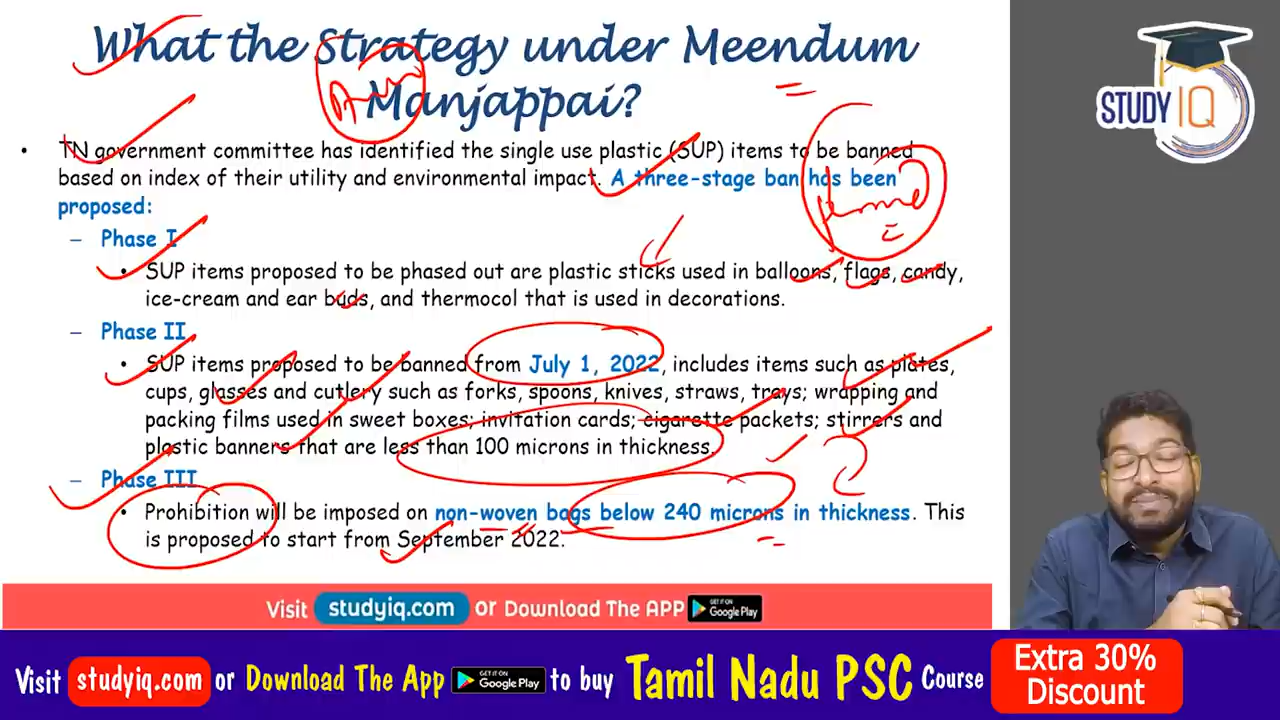 What the Strategy under Meendum
Manjappai?
STUDY IQ
• TN government committee has identified the single use plastic (SUP) items to be banned
based on index of their utility and environmental impact. A three-stage ban has been
proposed:
– Phase I
• SUP items proposed to be phased out are plastic sticks used in balloons, flags, candy,
ice-cream and ear buds, and thermocol that is used in decorations.
– Phase II
• SUP items proposed to be banned from July 1, 2022, includes items such as plates,
cups, glasses and cutlery such as forks, spoons, knives, straws, trays; wrapping and
packing films used in sweet boxes; invitation cards; cigarette packets; stirrers and
plastic banners that are less than 100 microns in thickness.
– Phase III
• Prohibition will be imposed on non-woven bags below 240 microns in thickness. This
is proposed to start from September 2022.
Visit studyiq.com or Download The APP GET IT ON Google Play
Visit studyiq.com or Download The App GET IT ON Google Play to buy Tamil Nadu PSC Course
Extra 30%
Discount